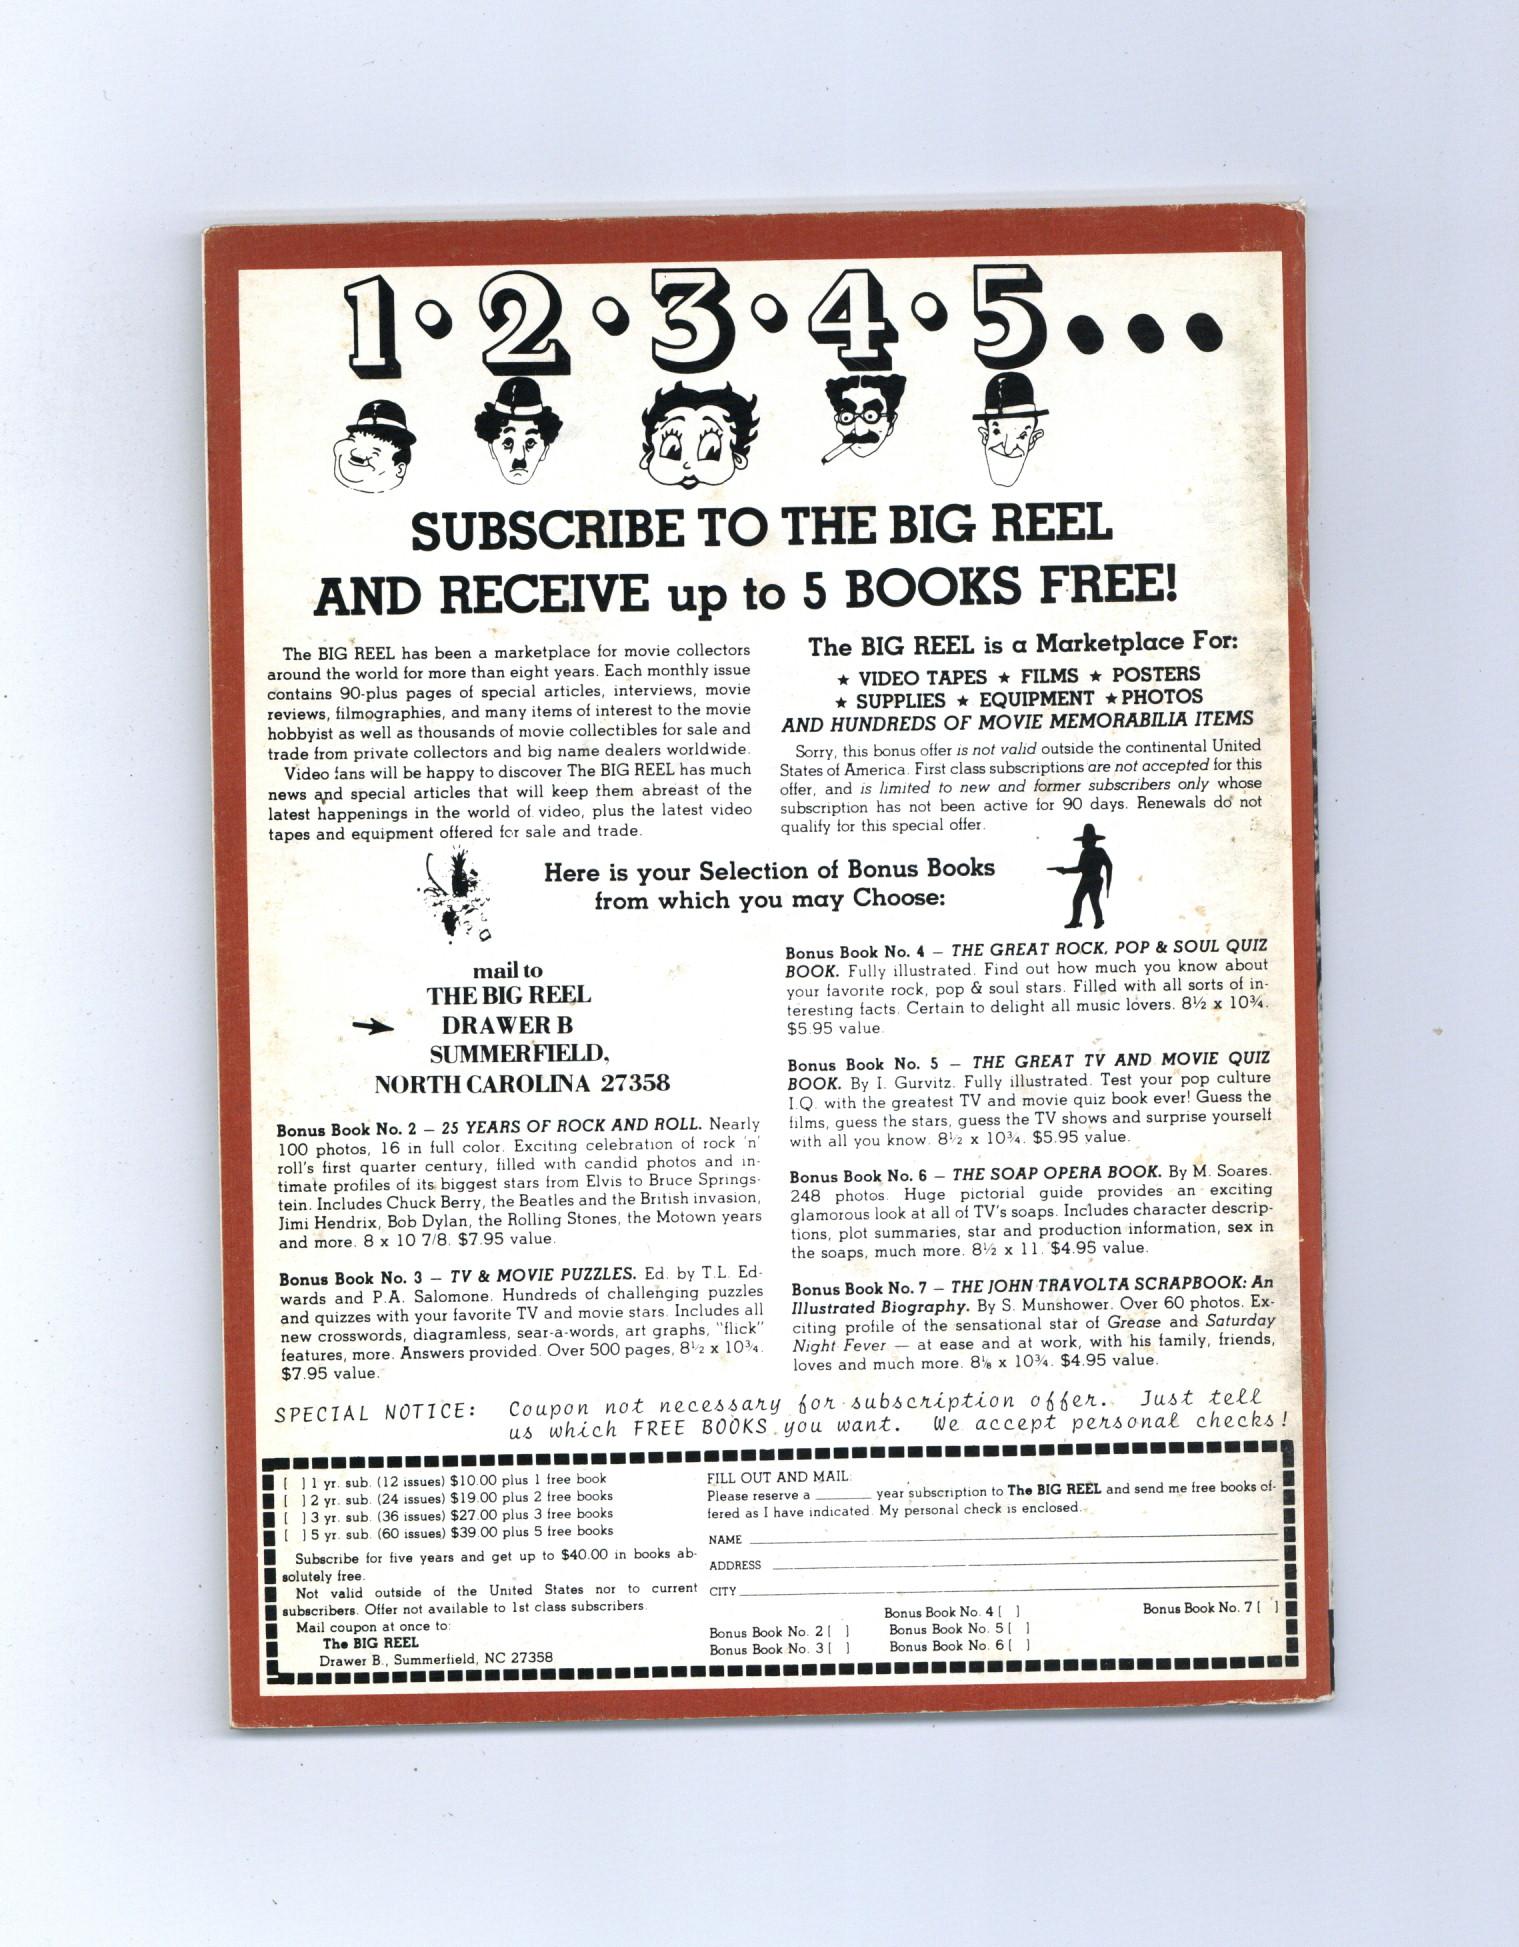 1 • 2 • 3 • 4 • 5 • • •
SUBSCRIBE TO THE BIG REEL
AND RECEIVE up to 5 BOOKS FREE!
The BIG REEL has been a marketplace for movie collectors
around the world for more than eight years. Each monthly issue
contains 90-plus pages of special articles, interviews, movie
reviews, filmographies, and many items of interest to the movie
hobbyist as well as thousands of movie collectibles for sale and
trade from private collectors and big name dealers worldwide.
Video fans will be happy to discover The BIG REEL has much
news and special articles that will keep them abreast of the
latest happenings in the world of video, plus the latest video
tapes and equipment offered for sale and trade.
The BIG REEL is a Marketplace For:
★ VIDEO TAPES ★ FILMS ★ POSTERS
★ SUPPLIES ★ EQUIPMENT ★ PHOTOS
AND HUNDREDS OF MOVIE MEMORABILIA ITEMS
Sorry, this bonus offer is not valid outside the continental United
States of America. First class subscriptions are not accepted for this
offer, and is limited to new and former subscribers only whose
subscription has not been active for 90 days. Renewals do not
qualify for this special offer.
Here is your Selection of Bonus Books
from which you may Choose:
mail to
THE BIG REEL
DRAWER B
SUMMERFIELD,
NORTH CAROLINA 27358
Bonus Book No. 2 – 25 YEARS OF ROCK AND ROLL. Nearly
100 photos, 16 in full color. Exciting celebration of rock 'n'
roll's first quarter century, filled with candid photos and in-
timate profiles of its biggest stars from Elvis to Bruce Springs-
tein. Includes Chuck Berry, the Beatles and the British invasion,
Jimi Hendrix, Bob Dylan, the Rolling Stones, the Motown years
and more. 8 x 10 7/8. $7.95 value.
Bonus Book No. 3 – TV & MOVIE PUZZLES. Ed. by T.L. Ed-
wards and P.A. Salomone. Hundreds of challenging puzzles
and quizzes with your favorite TV and movie stars. Includes all
new crosswords, diagramless, sear-a-words, art graphs, "flick"
features, more. Answers provided. Over 500 pages, 8½ x 10¾.
$7.95 value.
Bonus Book No. 4 – THE GREAT ROCK, POP & SOUL QUIZ
BOOK. Fully illustrated. Find out how much you know about
your favorite rock, pop & soul stars. Filled with all sorts of in-
teresting facts. Certain to delight all music lovers. 8½ x 10¾.
$5.95 value.
Bonus Book No. 5 – THE GREAT TV AND MOVIE QUIZ
BOOK. By I. Gurvitz. Fully illustrated. Test your pop culture
I.Q. with the greatest TV and movie quiz book ever! Guess the
films, guess the stars, guess the TV shows and surprise yourself
with all you know. 8½ x 10¾. $5.95 value.
Bonus Book No. 6 – THE SOAP OPERA BOOK. By M. Soares.
248 photos. Huge pictorial guide provides an exciting
glamorous look at all of TV's soaps. Includes character descrip-
tions, plot summaries, star and production information, sex in
the soaps, much more. 8½ x 11. $4.95 value.
Bonus Book No. 7 – THE JOHN TRAVOLTA SCRAPBOOK: An
Illustrated Biography. By S. Munshower. Over 60 photos. Ex-
citing profile of the sensational star of Grease and Saturday
Night Fever — at ease and at work, with his family, friends,
loves and much more. 8⅛ x 10¾. $4.95 value.
SPECIAL NOTICE: Coupon not necessary for subscription offer. Just tell
us which FREE BOOKS you want. We accept personal checks!
[ ] 1 yr. sub. (12 issues) $10.00 plus 1 free book
[ ] 2 yr. sub. (24 issues) $19.00 plus 2 free books
[ ] 3 yr. sub. (36 issues) $27.00 plus 3 free books
[ ] 5 yr. sub. (60 issues) $39.00 plus 5 free books
Subscribe for five years and get up to $40.00 in books ab-
solutely free.
Not valid outside of the United States nor to current
subscribers. Offer not available to 1st class subscribers.
Mail coupon at once to:
The BIG REEL
Drawer B., Summerfield, NC 27358
FILL OUT AND MAIL:
Please reserve a ________ year subscription to The BIG REEL and send me free books of-
fered as I have indicated. My personal check is enclosed.
NAME
ADDRESS
CITY
Bonus Book No. 4 [ ] Bonus Book No. 7 [ ]
Bonus Book No. 2 [ ] Bonus Book No. 5 [ ]
Bonus Book No. 3 [ ] Bonus Book No. 6 [ ]